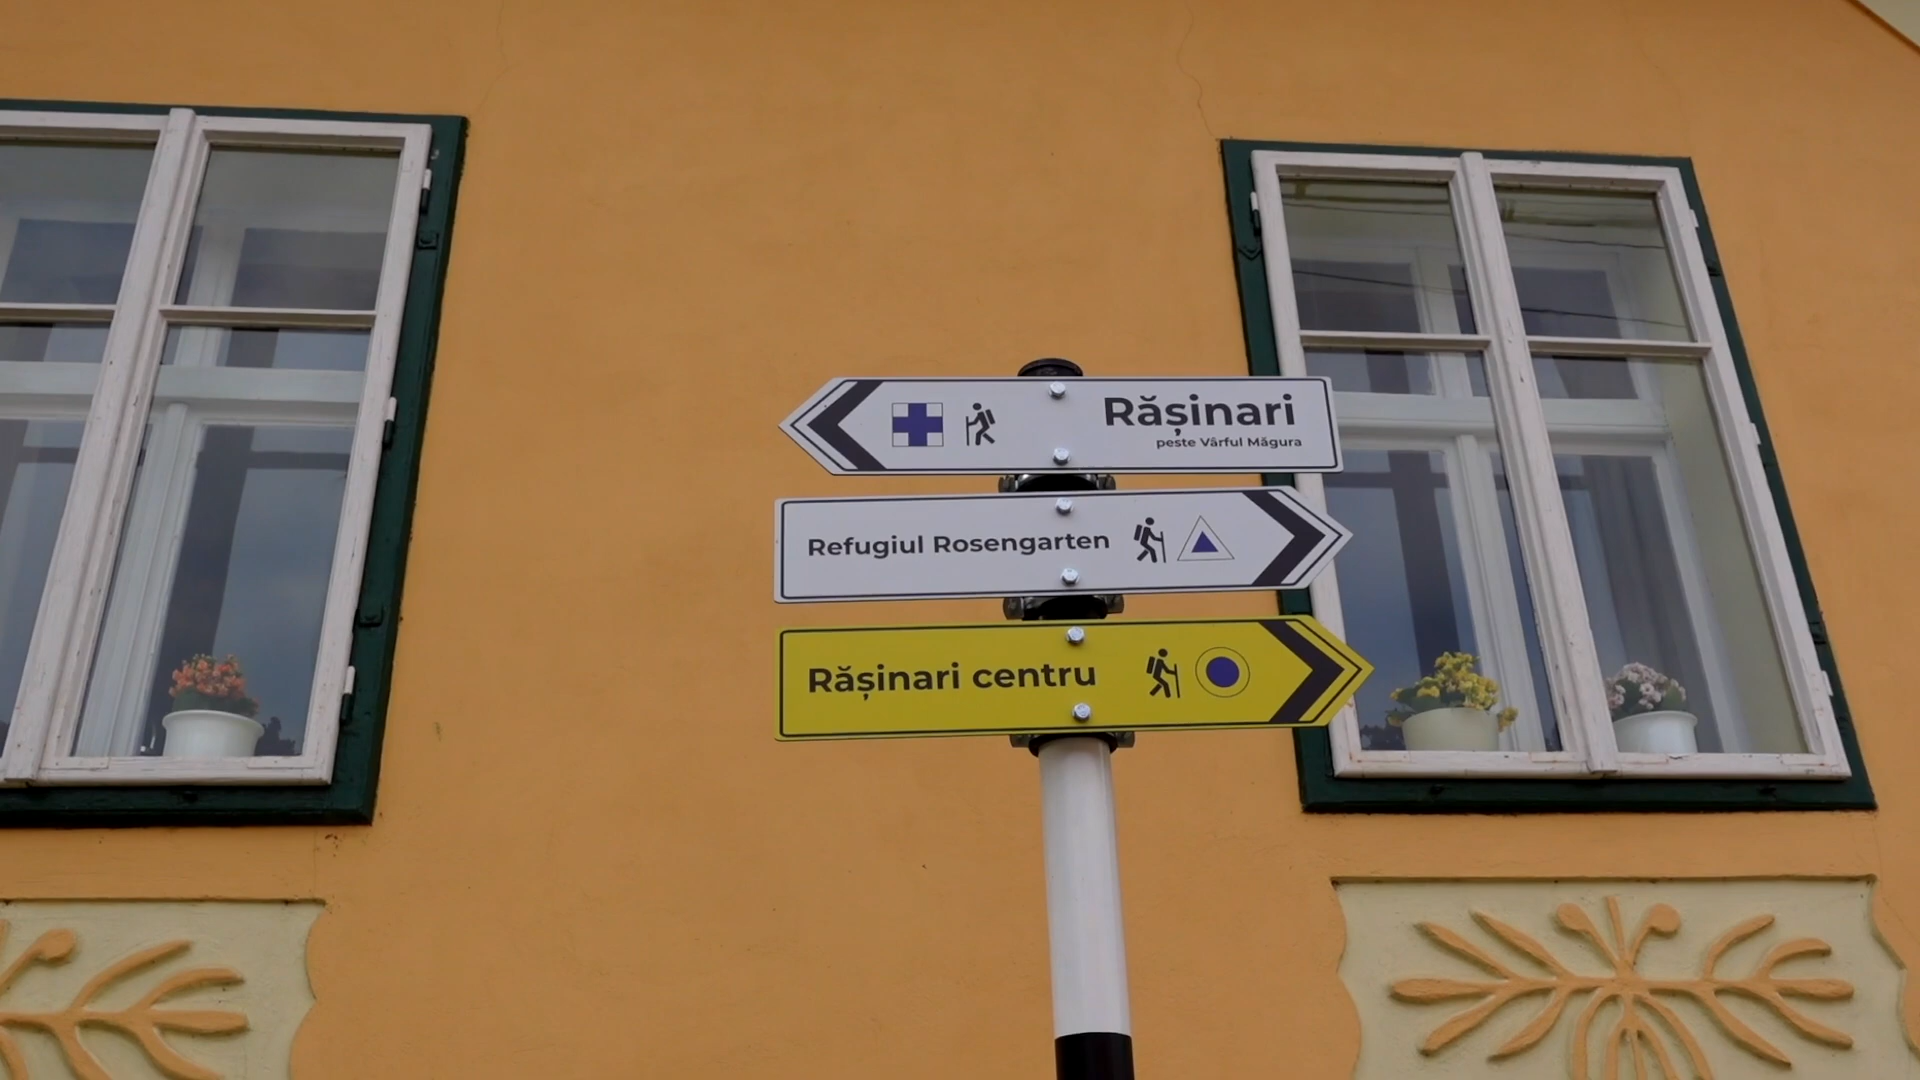 Rășinari
peste Vârful Măgura
Refugiul Rosengarten
Rășinari centru